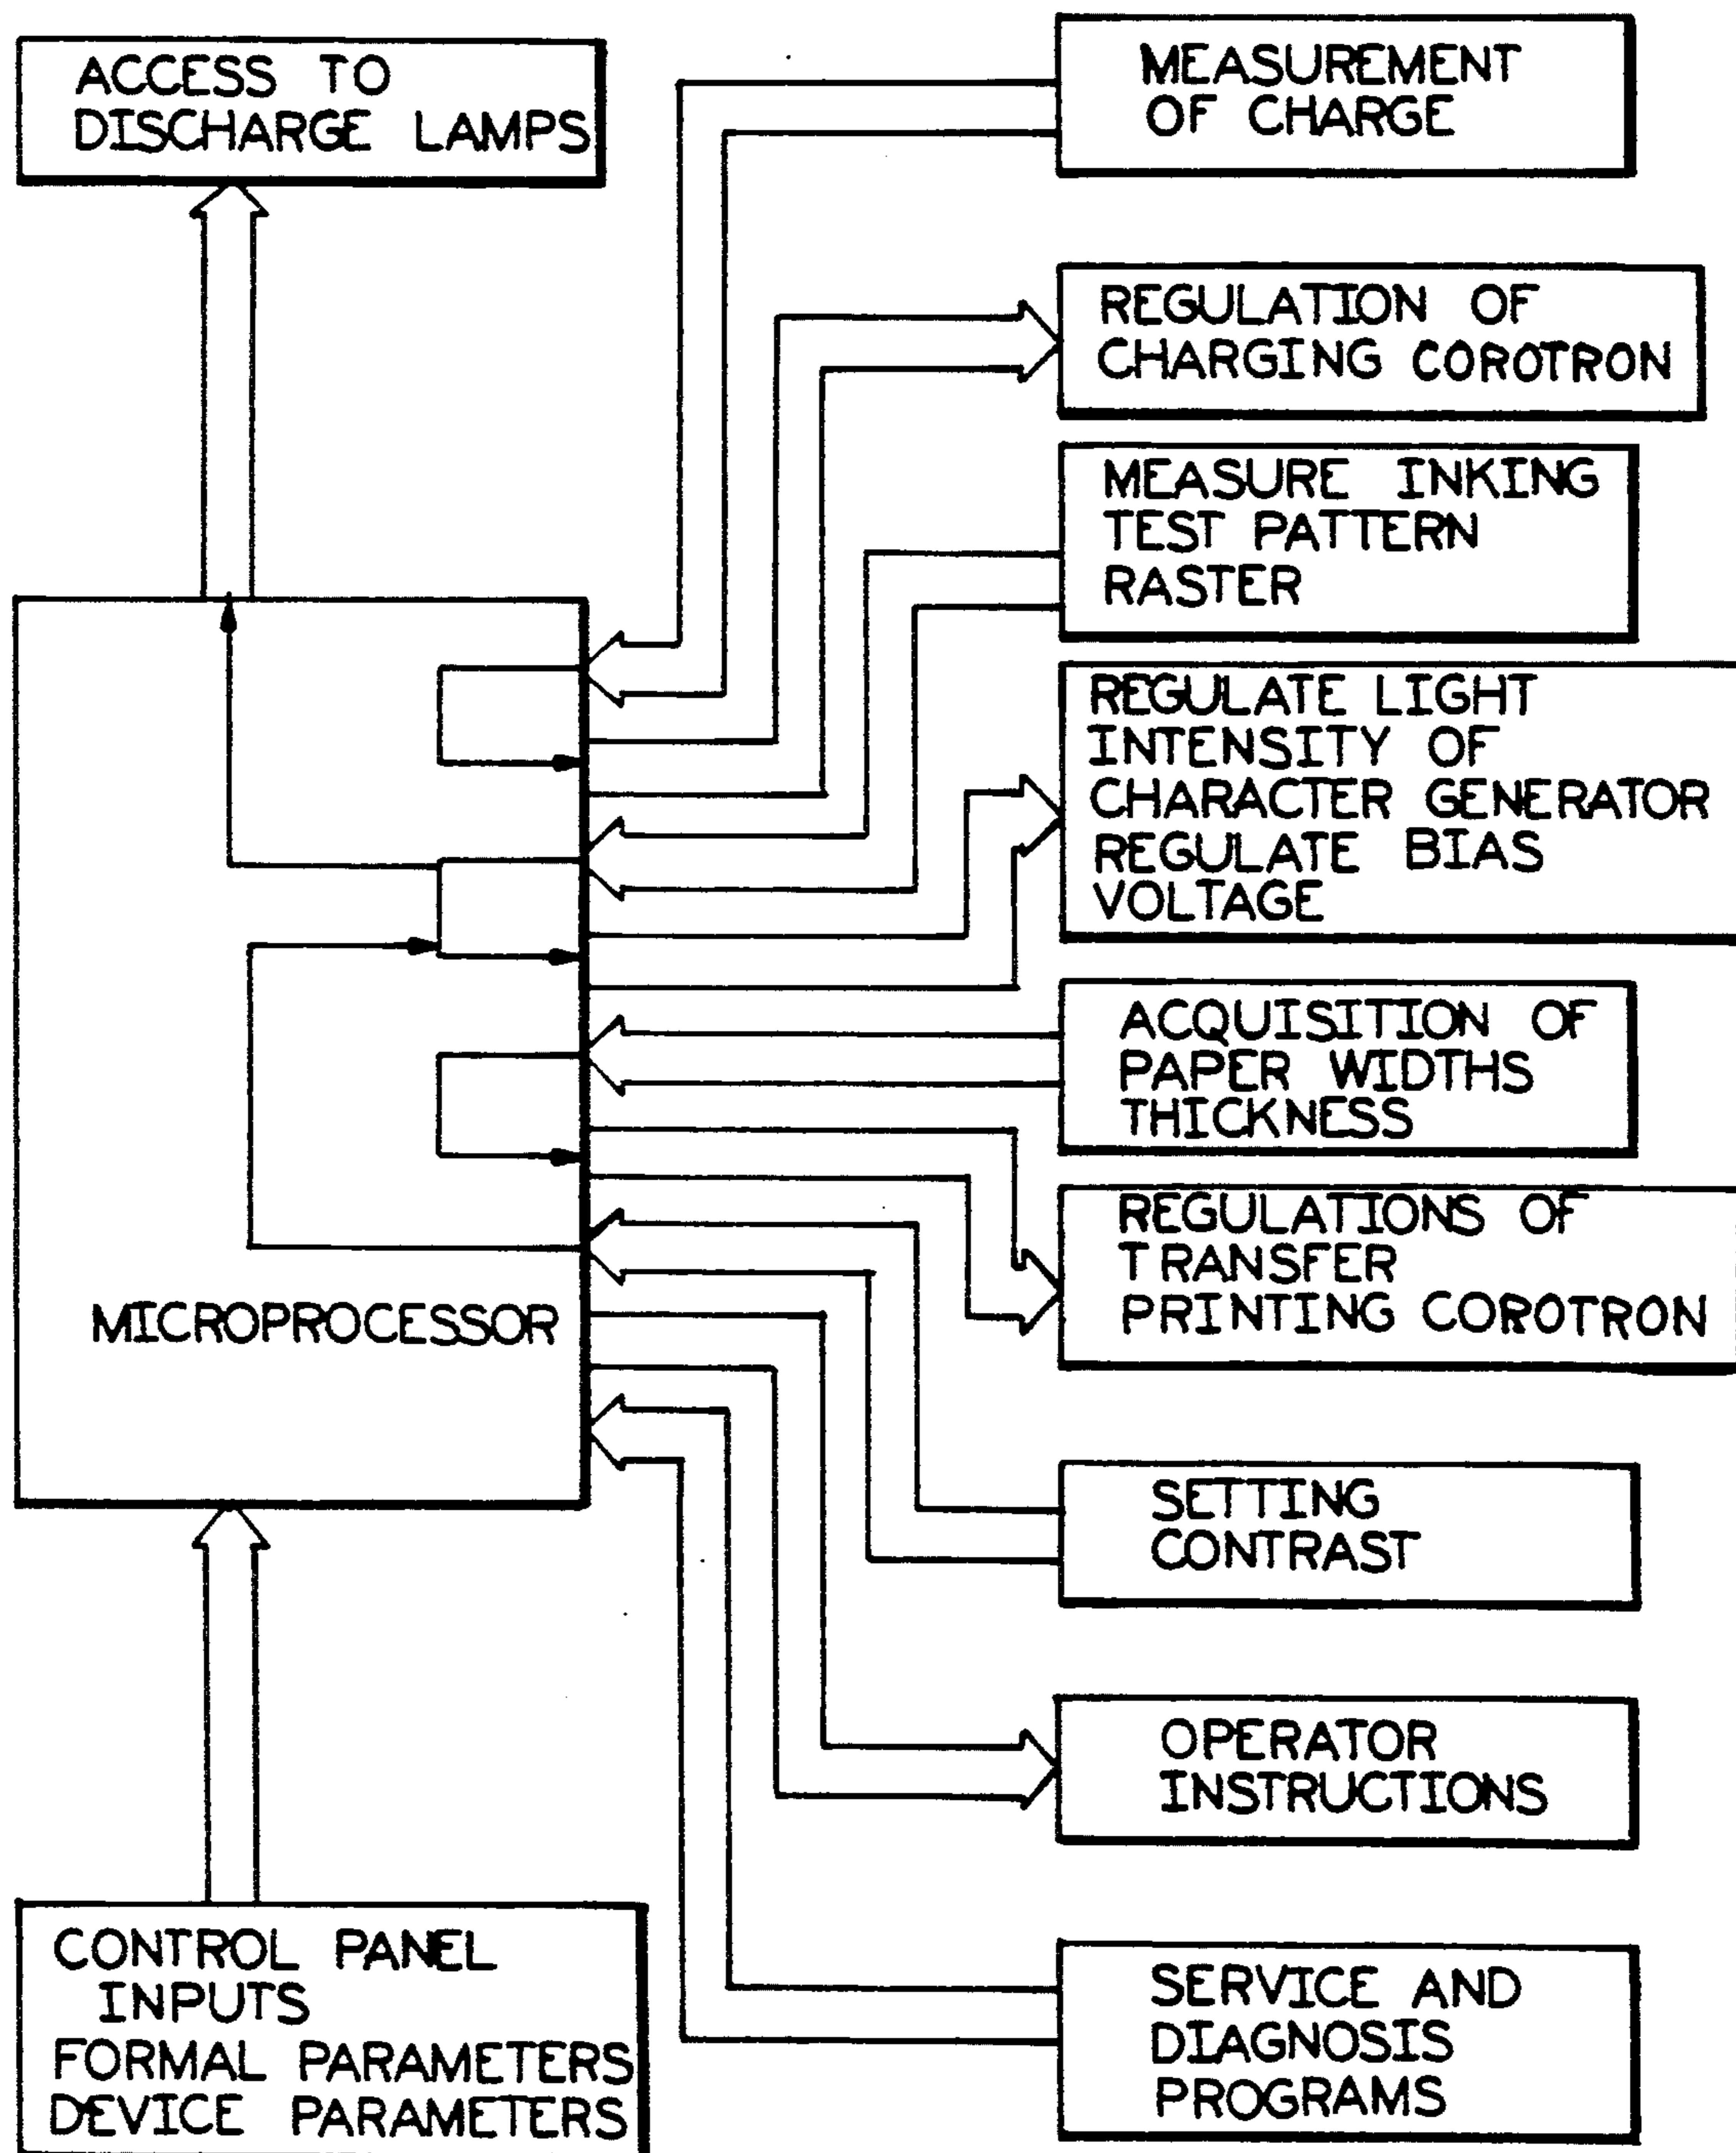 ACCESS TO
DISCHARGE LAMPS
MEASUREMENT
OF CHARGE
REGULATION OF
CHARGING COROTRON
MEASURE INKING
TEST PATTERN
RASTER
REGULATE LIGHT
INTENSITY OF
CHARACTER GENERATOR
REGULATE BIAS
VOLTAGE
ACQUISITION OF
PAPER WIDTHS
THICKNESS
REGULATIONS OF
TRANSFER
PRINTING COROTRON
MICROPROCESSOR
SETTING
CONTRAST
OPERATOR
INSTRUCTIONS
CONTROL PANEL
INPUTS
FORMAL PARAMETERS
DEVICE PARAMETERS
SERVICE AND
DIAGNOSIS
PROGRAMS